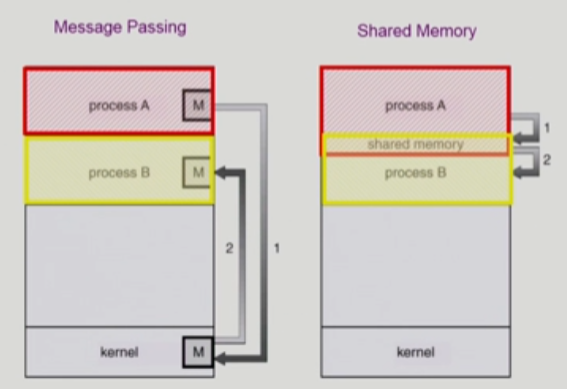 Message Passing
process A
M
process B
M
2
1
kernel
M
Shared Memory
process A
1
shared memory
2
process B
kernel